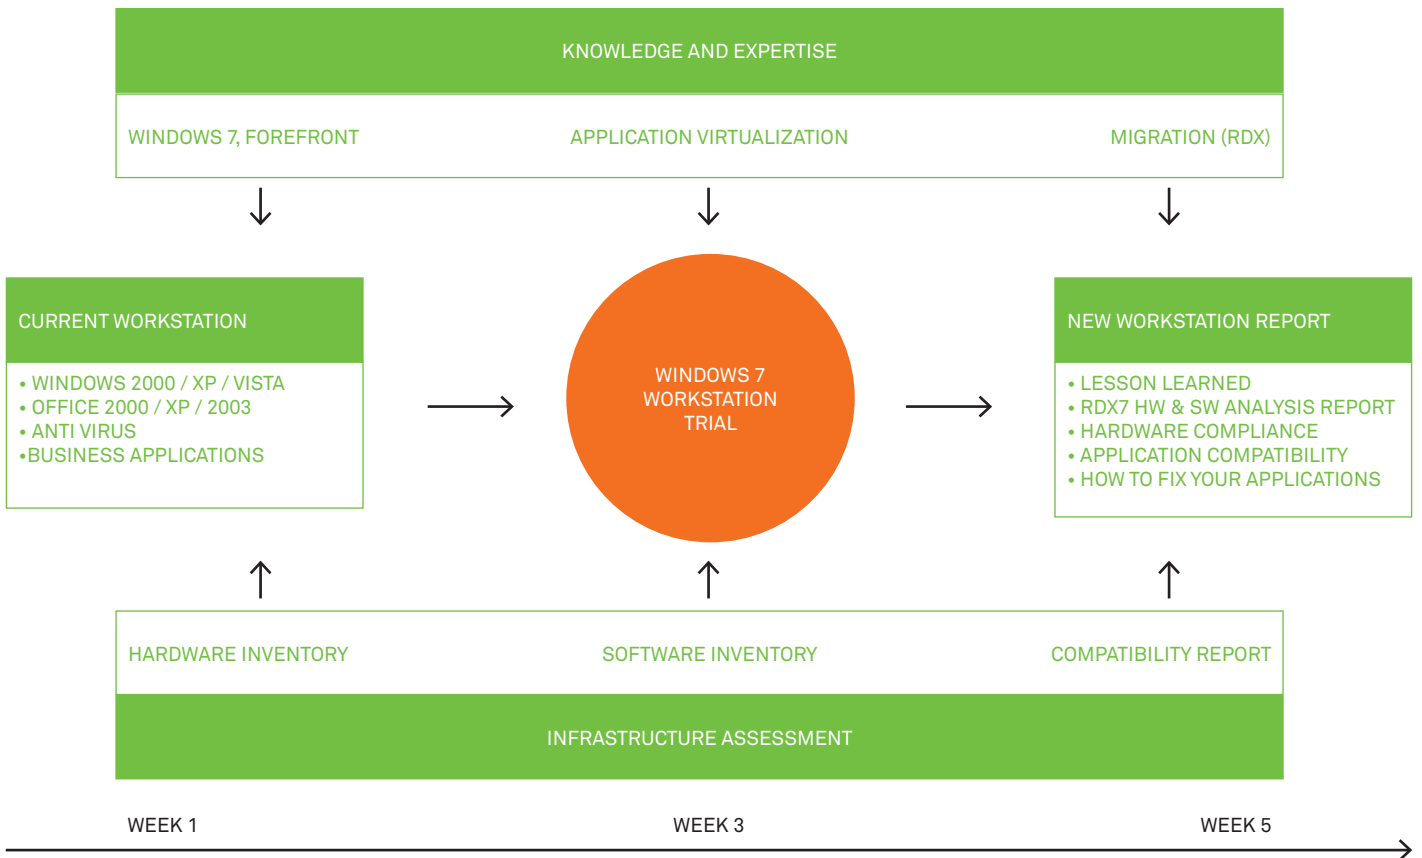 KNOWLEDGE AND EXPERTISE
WINDOWS 7, FOREFRONT
APPLICATION VIRTUALIZATION
MIGRATION (RDX)
CURRENT WORKSTATION
• WINDOWS 2000 / XP / VISTA
• OFFICE 2000 / XP / 2003
• ANTI VIRUS
•BUSINESS APPLICATIONS
WINDOWS 7
WORKSTATION
TRIAL
NEW WORKSTATION REPORT
• LESSON LEARNED
• RDX7 HW & SW ANALYSIS REPORT
• HARDWARE COMPLIANCE
• APPLICATION COMPATIBILITY
• HOW TO FIX YOUR APPLICATIONS
HARDWARE INVENTORY
SOFTWARE INVENTORY
COMPATIBILITY REPORT
INFRASTRUCTURE ASSESSMENT
WEEK 1
WEEK 3
WEEK 5